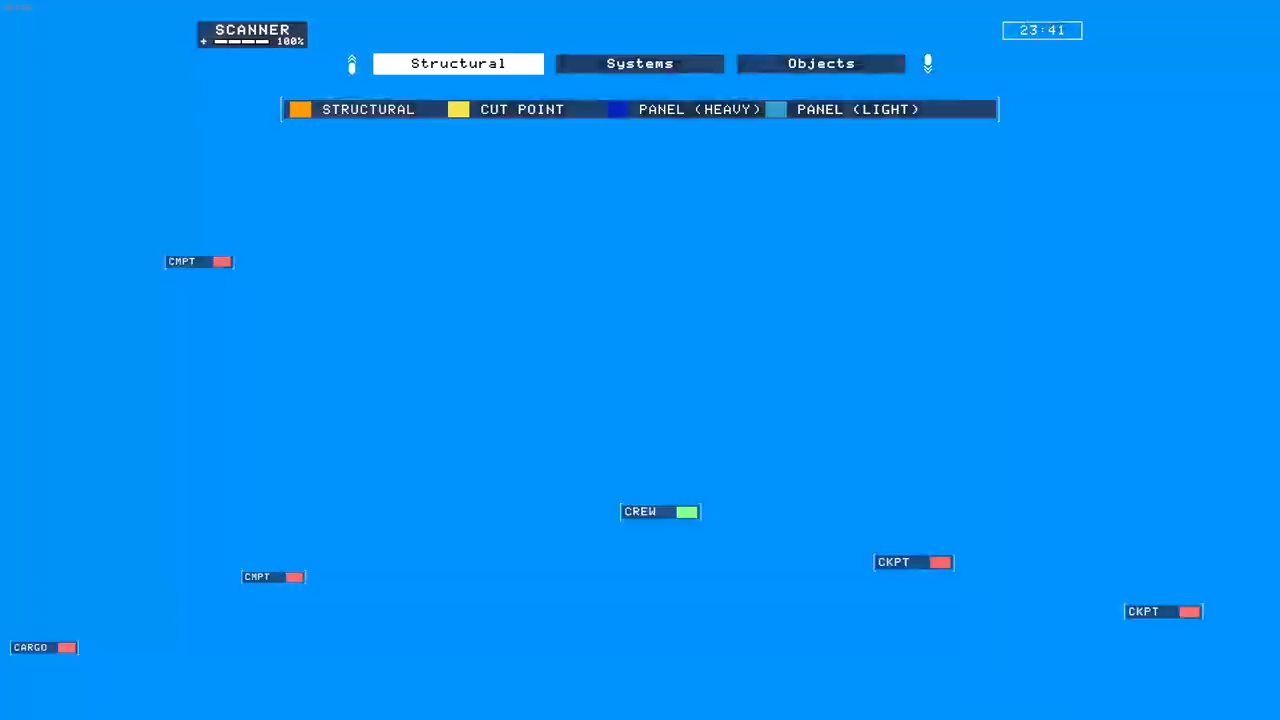 SCANNER
+ 100%
23:41
Structural
Systems
Objects
STRUCTURAL
CUT POINT
PANEL (HEAVY)
PANEL (LIGHT)
CMPT
CREW
CKPT
CMPT
CKPT
CARGO